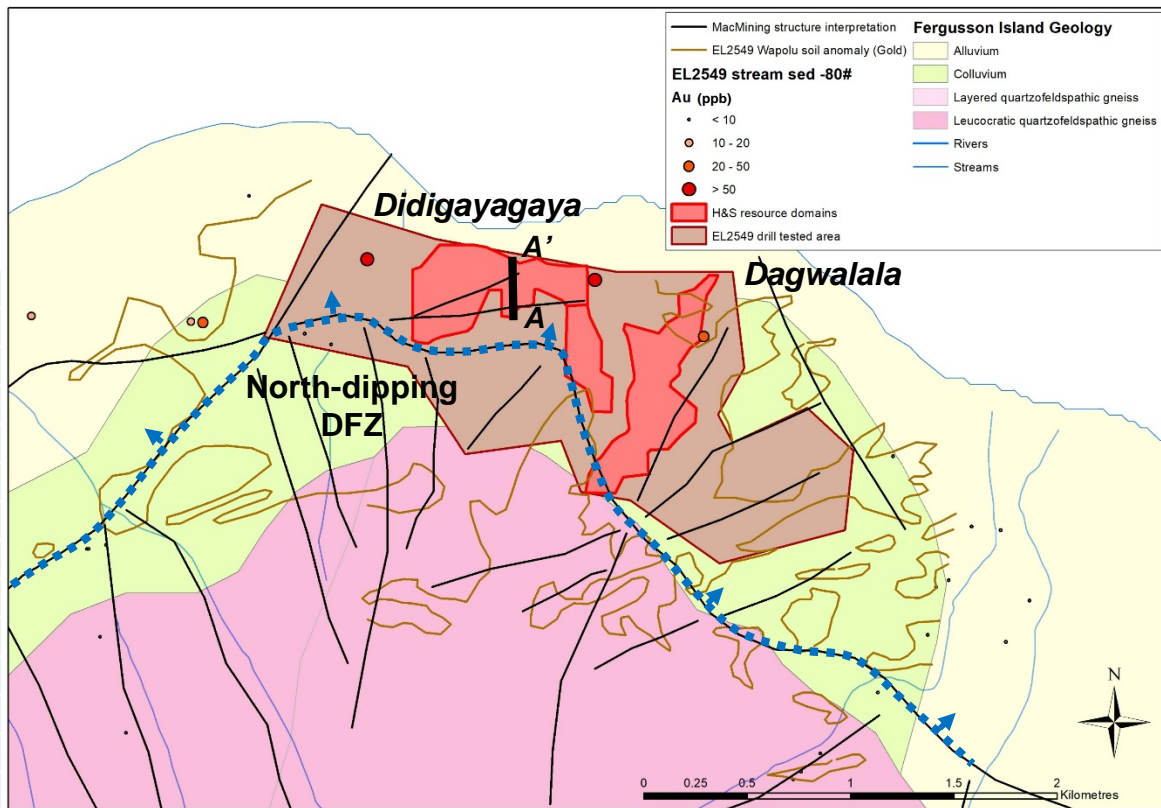 MacMining structure interpretation
EL2549 Wapolu soil anomaly (Gold)
EL2549 stream sed -80#
Au (ppb)
< 10
10 - 20
20 - 50
> 50
H&S resource domains
EL2549 drill tested area
Fergusson Island Geology
Alluvium
Colluvium
Layered quartzofeldspathic gneiss
Leucocratic quartzofeldspathic gneiss
Rivers
Streams
Didigayagaya
A'
Dagwalala
A
North-dipping
DFZ
N
0 0.25 0.5 1 1.5 2
Kilometres